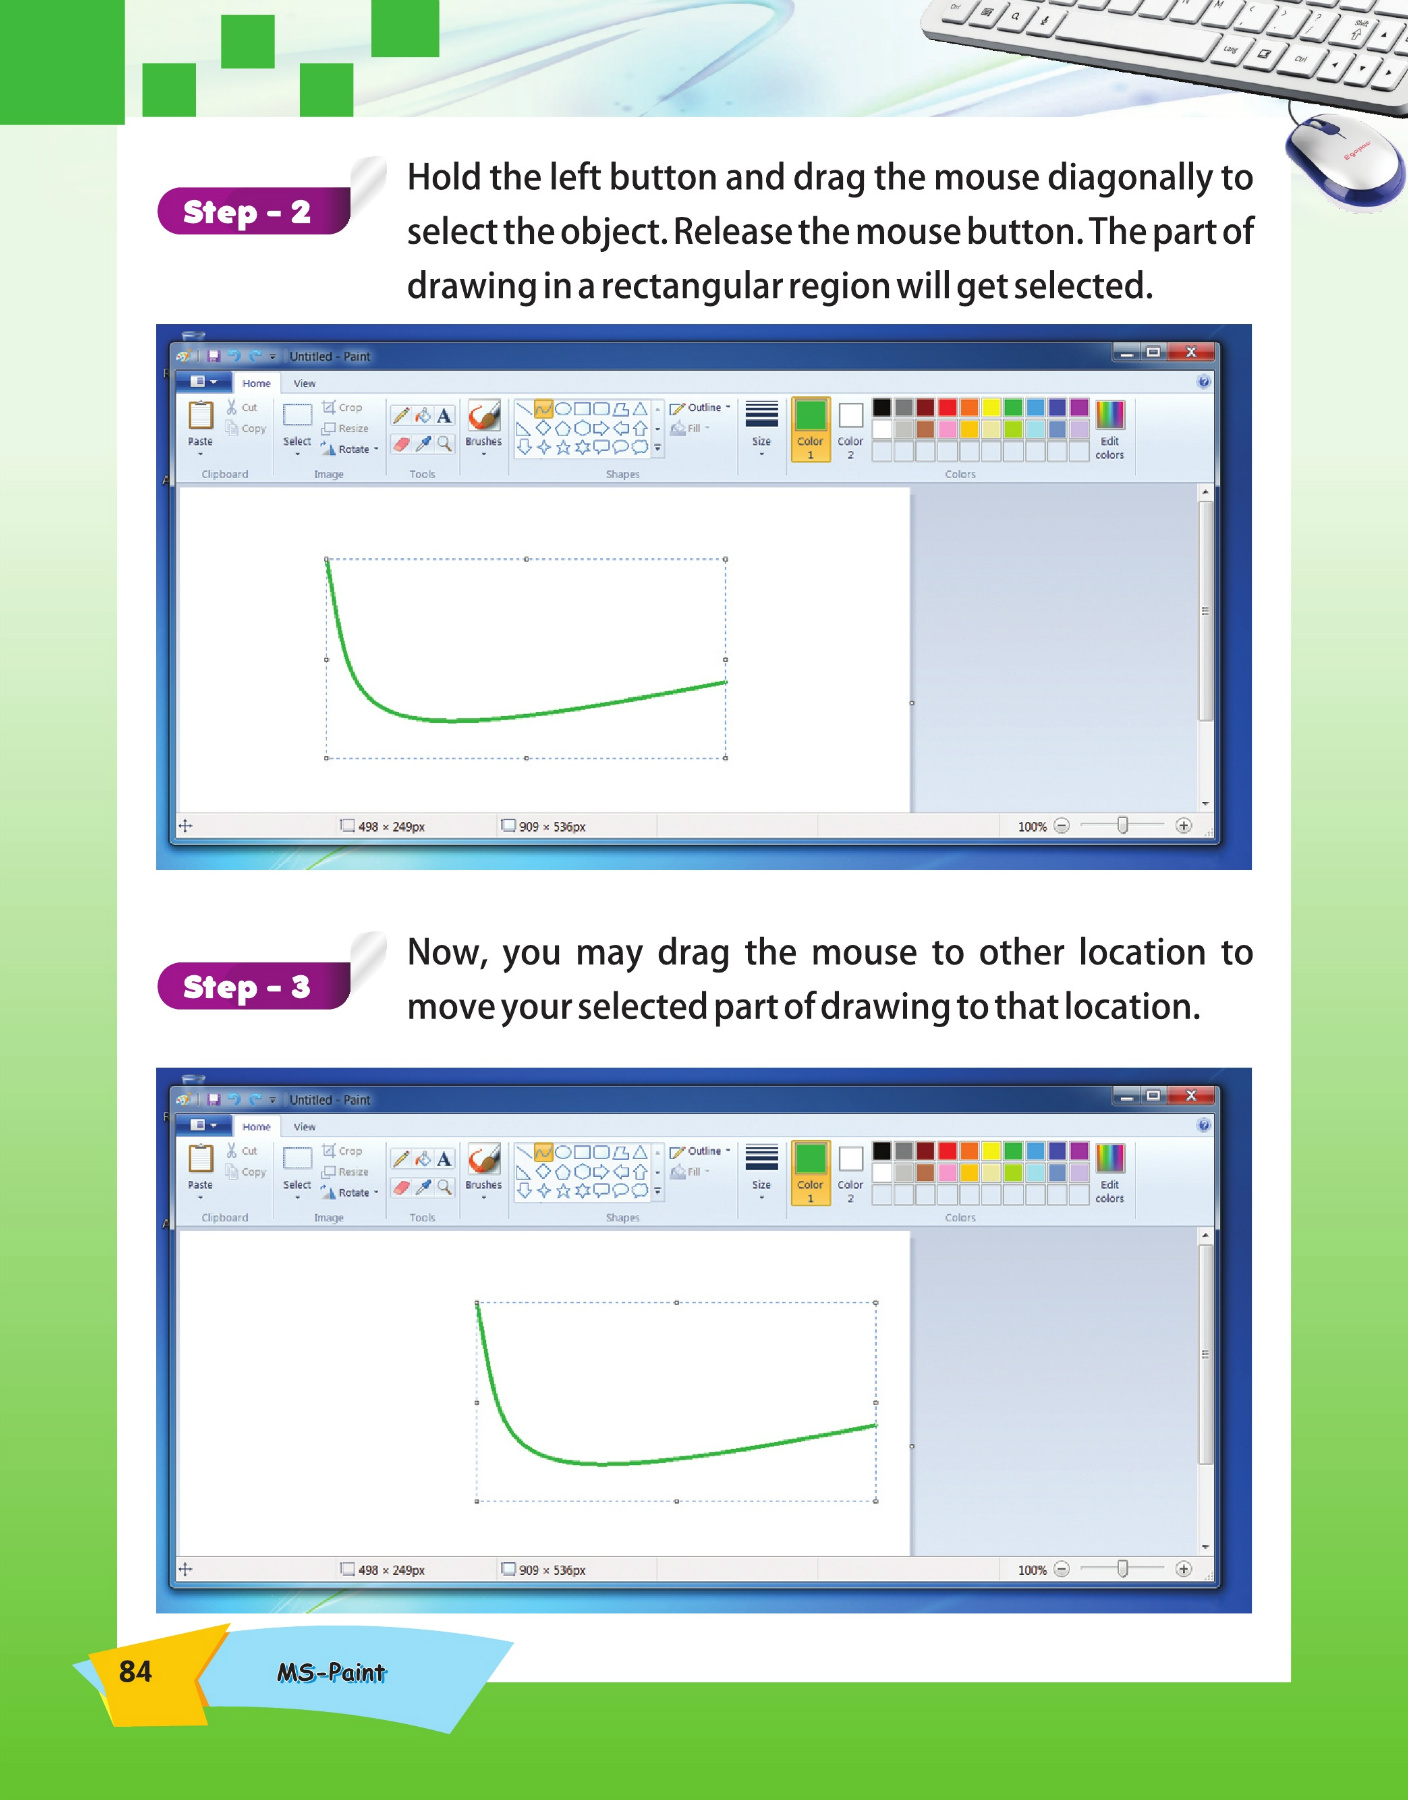 Step - 2
Hold the left button and drag the mouse diagonally to
select the object. Release the mouse button. The part of
drawing in a rectangular region will get selected.
Untitled - Paint
Home View
Paste
Cut
Copy
Clipboard
Select
Crop
Resize
Rotate
Image
A
Tools
Brushes
Shapes
Outline
Fill
Size
Color
1
Color
2
Edit
colors
Colors
498 × 249px
909 × 536px
100%
Step - 3
Now, you may drag the mouse to other location to
move your selected part of drawing to that location.
Untitled - Paint
Home View
Paste
Cut
Copy
Clipboard
Select
Crop
Resize
Rotate
Image
A
Tools
Brushes
Shapes
Outline
Fill
Size
Color
1
Color
2
Edit
colors
Colors
498 × 249px
909 × 536px
100%
84
MS-Paint